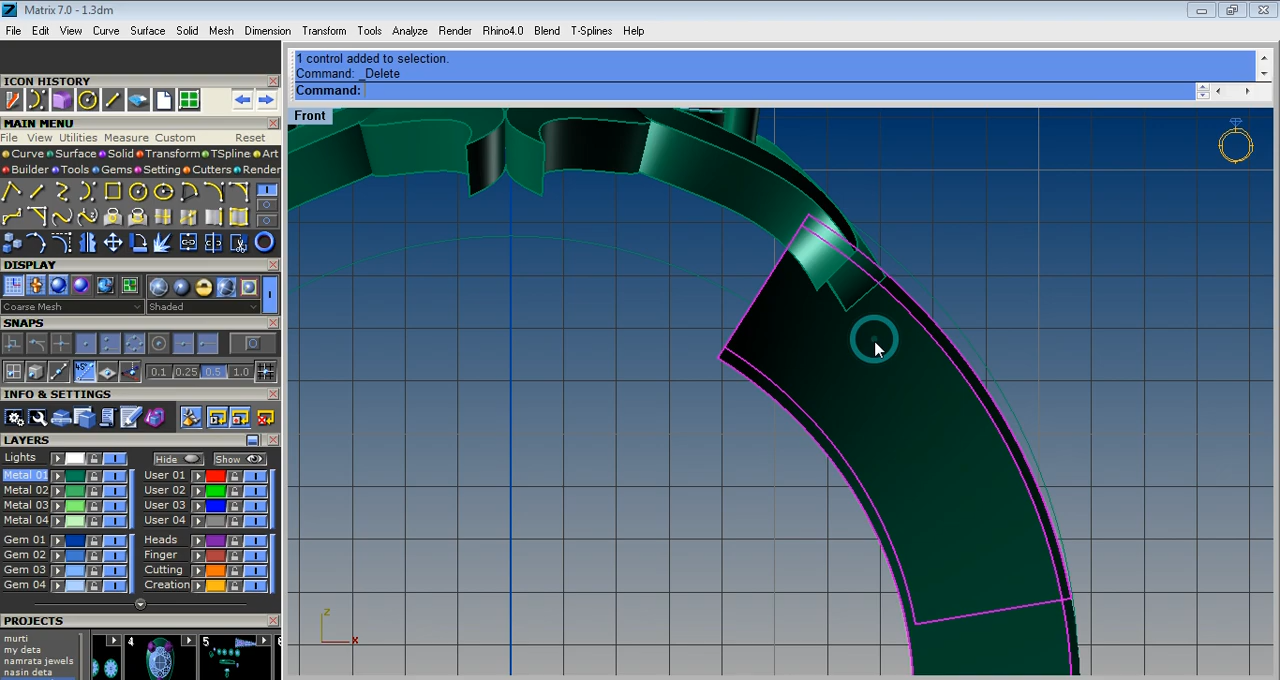 Matrix 7.0 - 1.3dm
File Edit View Curve Surface Solid Mesh Dimension Transform Tools Analyze Render Rhino4.0 Blend T-Splines Help
1 control added to selection.
Command: _Delete
Command:
ICON HISTORY
MAIN MENU
File View Utilities Measure Custom Reset
Curve Surface Solid Transform TSpline Art
Builder Tools Gems Setting Cutters Render
DISPLAY
Coarse Mesh Shaded
SNAPS
45°
0.1 0.25 0.5 1.0
INFO & SETTINGS
LAYERS
Lights Hide Show
Metal 01 User 01
Metal 02 User 02
Metal 03 User 03
Metal 04 User 04
Gem 01 Heads
Gem 02 Finger
Gem 03 Cutting
Gem 04 Creation
PROJECTS
murti
my deta
namrata jewels
nasin deta
4 5 6
Front
z
x